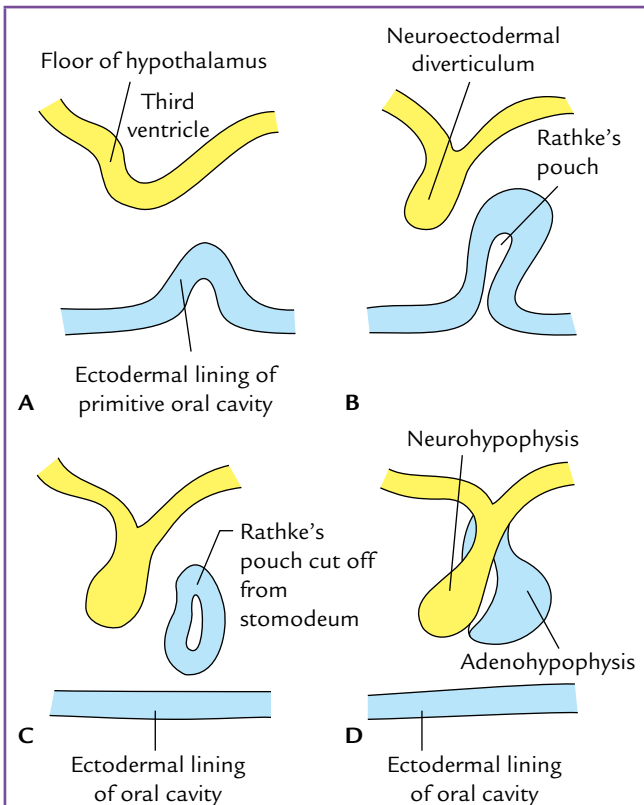 Floor of hypothalamus
Third
ventricle
Ectodermal lining of
primitive oral cavity
A
Neuroectodermal
diverticulum
Rathke’s
pouch
B
Rathke’s
pouch cut off
from
stomodeum
C
Ectodermal lining
of oral cavity
Neurohypophysis
Adenohypophysis
D
Ectodermal lining
of oral cavity